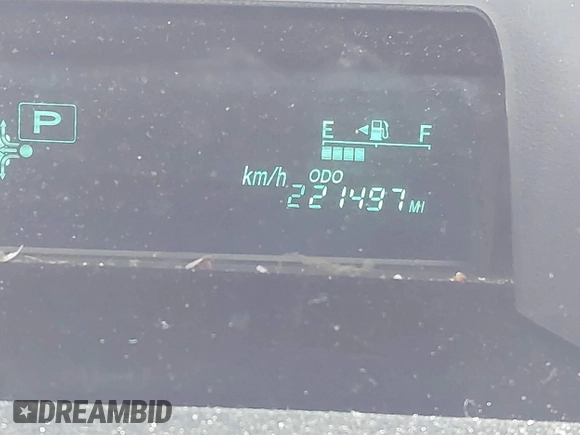 P
E F
km/h ODO
221497 MI
DREAMBID